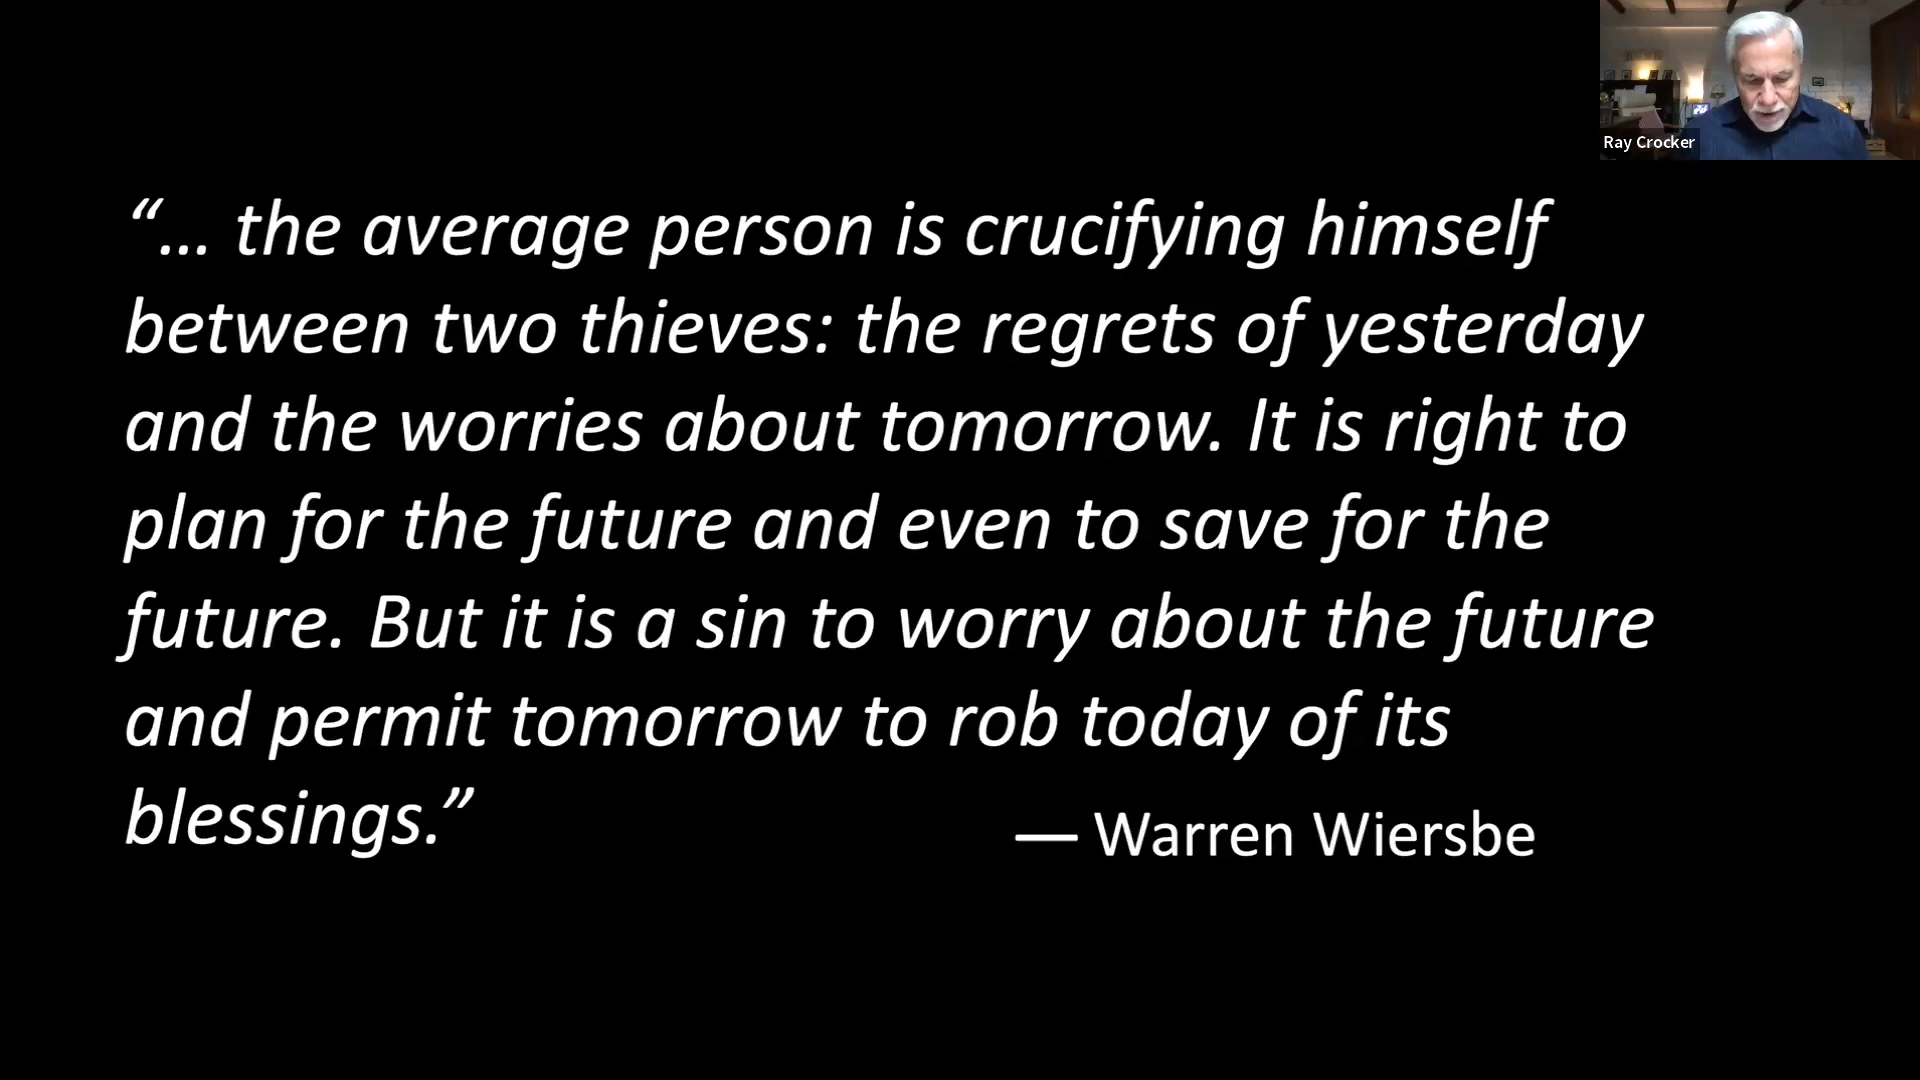 Ray Crocker
“... the average person is crucifying himself
between two thieves: the regrets of yesterday
and the worries about tomorrow. It is right to
plan for the future and even to save for the
future. But it is a sin to worry about the future
and permit tomorrow to rob today of its
blessings.”
— Warren Wiersbe